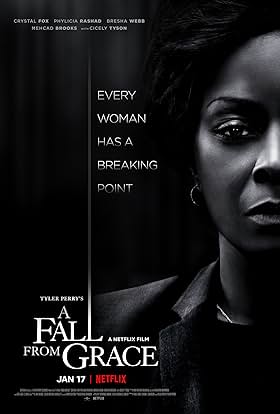 CRYSTAL FOX PHYLICIA RASHAD BRESHA WEBB
MEHCAD BROOKS WITH CICELY TYSON
EVERY
WOMAN
HAS A
BREAKING
POINT
TYLER PERRY'S
A
FALL
FROM GRACE
A NETFLIX FILM
JAN 17 | NETFLIX